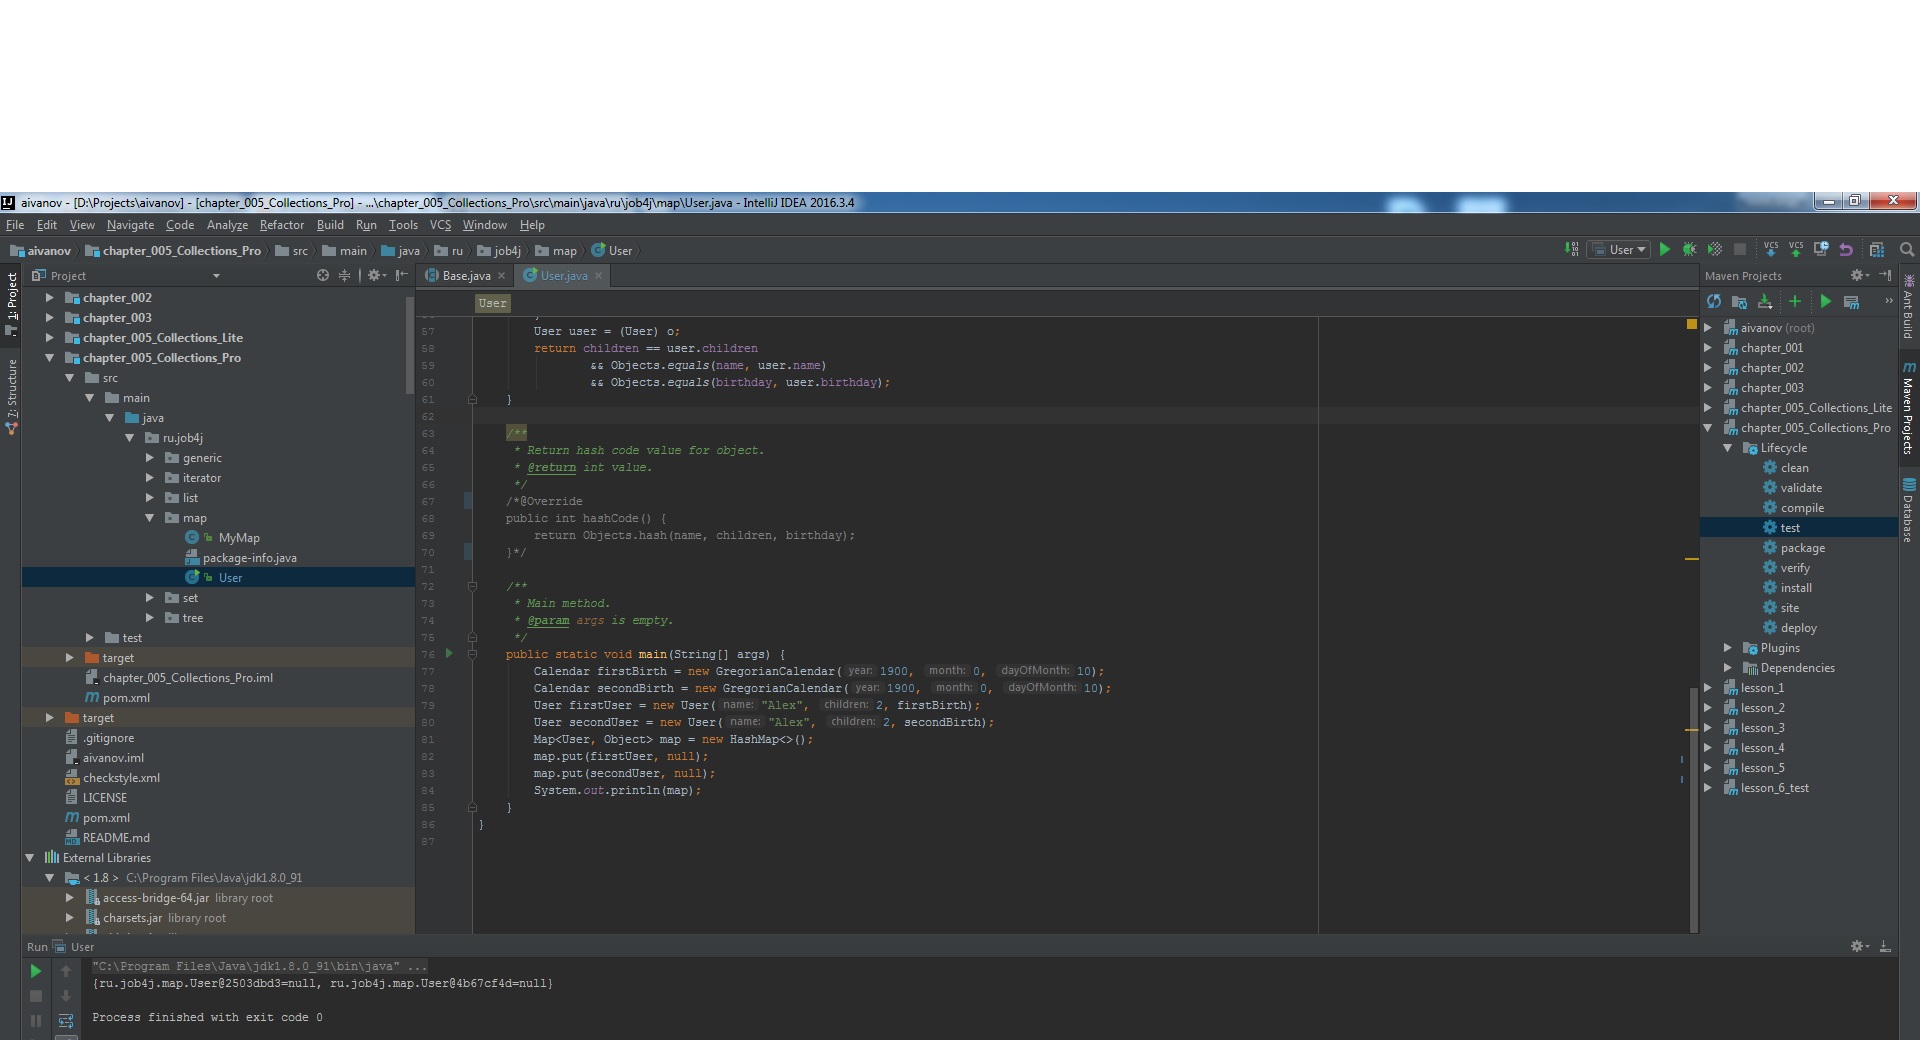 aivanov - [D:\Projects\aivanov] - [chapter_005_Collections_Pro] - ...\chapter_005_Collections_Pro\src\main\java\ru\job4j\map\User.java - IntelliJ IDEA 2016.3.4
File Edit View Navigate Code Analyze Refactor Build Run Tools VCS Window Help
aivanov chapter_005_Collections_Pro src main java ru job4j map User
User
VCS VCS
1: Project
7: Structure
Project
chapter_002
chapter_003
chapter_005_Collections_Lite
chapter_005_Collections_Pro
src
main
java
ru.job4j
generic
iterator
list
map
MyMap
package-info.java
User
set
tree
test
target
chapter_005_Collections_Pro.iml
pom.xml
target
.gitignore
aivanov.iml
checkstyle.xml
LICENSE
pom.xml
README.md
External Libraries
< 1.8 > C:\Program Files\Java\jdk1.8.0_91
access-bridge-64.jar library root
charsets.jar library root
Base.java User.java
User
57 User user = (User) o;
58 return children == user.children
59 && Objects.equals(name, user.name)
60 && Objects.equals(birthday, user.birthday);
61 }
62
63 /**
64 * Return hash code value for object.
65 * @return int value.
66 */
67 /*@Override
68 public int hashCode() {
69 return Objects.hash(name, children, birthday);
70 }*/
71
72 /**
73 * Main method.
74 * @param args is empty.
75 */
76 public static void main(String[] args) {
77 Calendar firstBirth = new GregorianCalendar( year: 1900, month: 0, dayOfMonth: 10);
78 Calendar secondBirth = new GregorianCalendar( year: 1900, month: 0, dayOfMonth: 10);
79 User firstUser = new User( name: "Alex", children: 2, firstBirth);
80 User secondUser = new User( name: "Alex", children: 2, secondBirth);
81 Map<User, Object> map = new HashMap<>();
82 map.put(firstUser, null);
83 map.put(secondUser, null);
84 System.out.println(map);
85 }
86 }
87
Maven Projects
aivanov (root)
chapter_001
chapter_002
chapter_003
chapter_005_Collections_Lite
chapter_005_Collections_Pro
Lifecycle
clean
validate
compile
test
package
verify
install
site
deploy
Plugins
Dependencies
lesson_1
lesson_2
lesson_3
lesson_4
lesson_5
lesson_6_test
Ant Build
Maven Projects
Database
Run User
"C:\Program Files\Java\jdk1.8.0_91\bin\java" ...
{ru.job4j.map.User@2503dbd3=null, ru.job4j.map.User@4b67cf4d=null}
Process finished with exit code 0